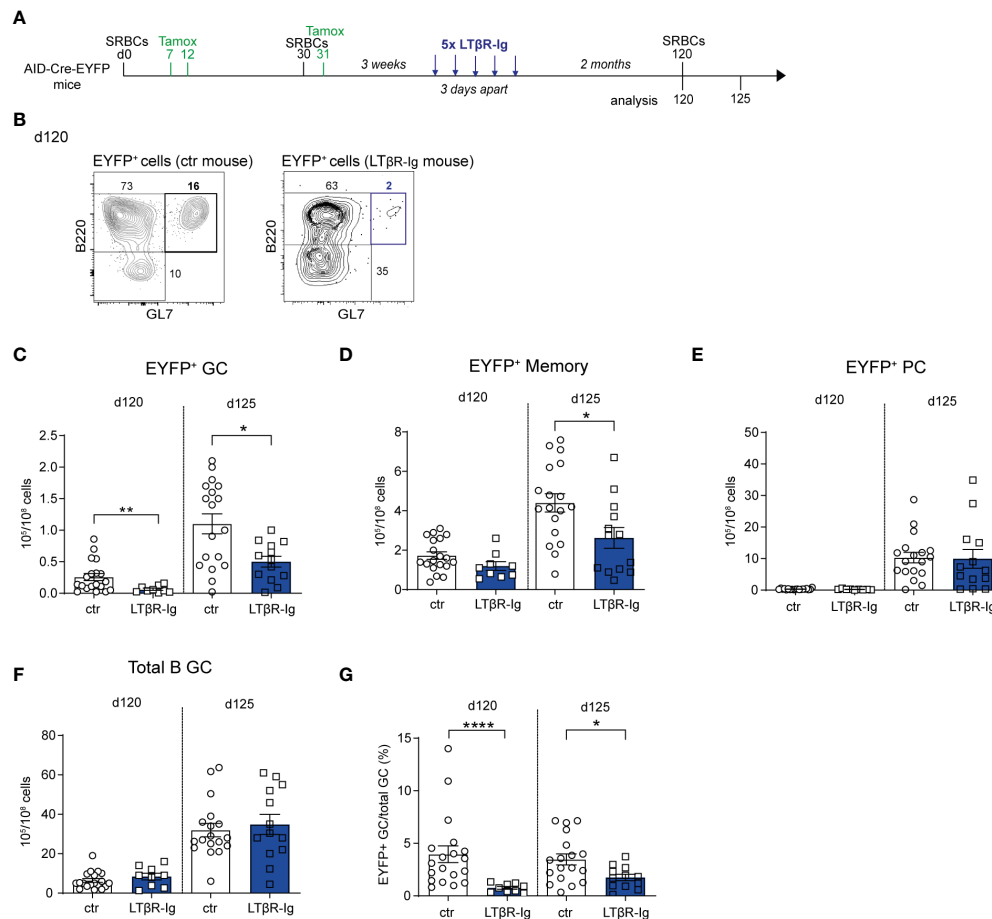 A
SRBCs Tamox SRBCs Tamox 5x LTβR-Ig SRBCs
d0 7 12 30 31 3 weeks 2 months 120
AID-Cre-EYFP mice
3 days apart
analysis 120 125
B
d120
EYFP+ cells (ctr mouse) EYFP+ cells (LTβR-Ig mouse)
73 16 63 2
B220 B220
10 35
GL7 GL7
C
EYFP+ GC
d120 d125
2.5
2.0
1.5
1.0
0.5
0.0
10⁵/10⁸ cells
** *
ctr LTβR-Ig ctr LTβR-Ig
D
EYFP+ Memory
d120 d125
8
6
4
2
0
10⁵/10⁸ cells
*
ctr LTβR-Ig ctr LTβR-Ig
E
EYFP+ PC
d120 d125
50
40
30
20
10
0
10⁵/10⁸ cells
ctr LTβR-Ig ctr LTβR-Ig
F
Total B GC
d120 d125
80
60
40
20
0
10⁵/10⁸ cells
ctr LTβR-Ig ctr LTβR-Ig
G
d120 d125
**** *
15
10
5
0
EYFP+ GC/total GC (%)
ctr LTβR-Ig ctr LTβR-Ig